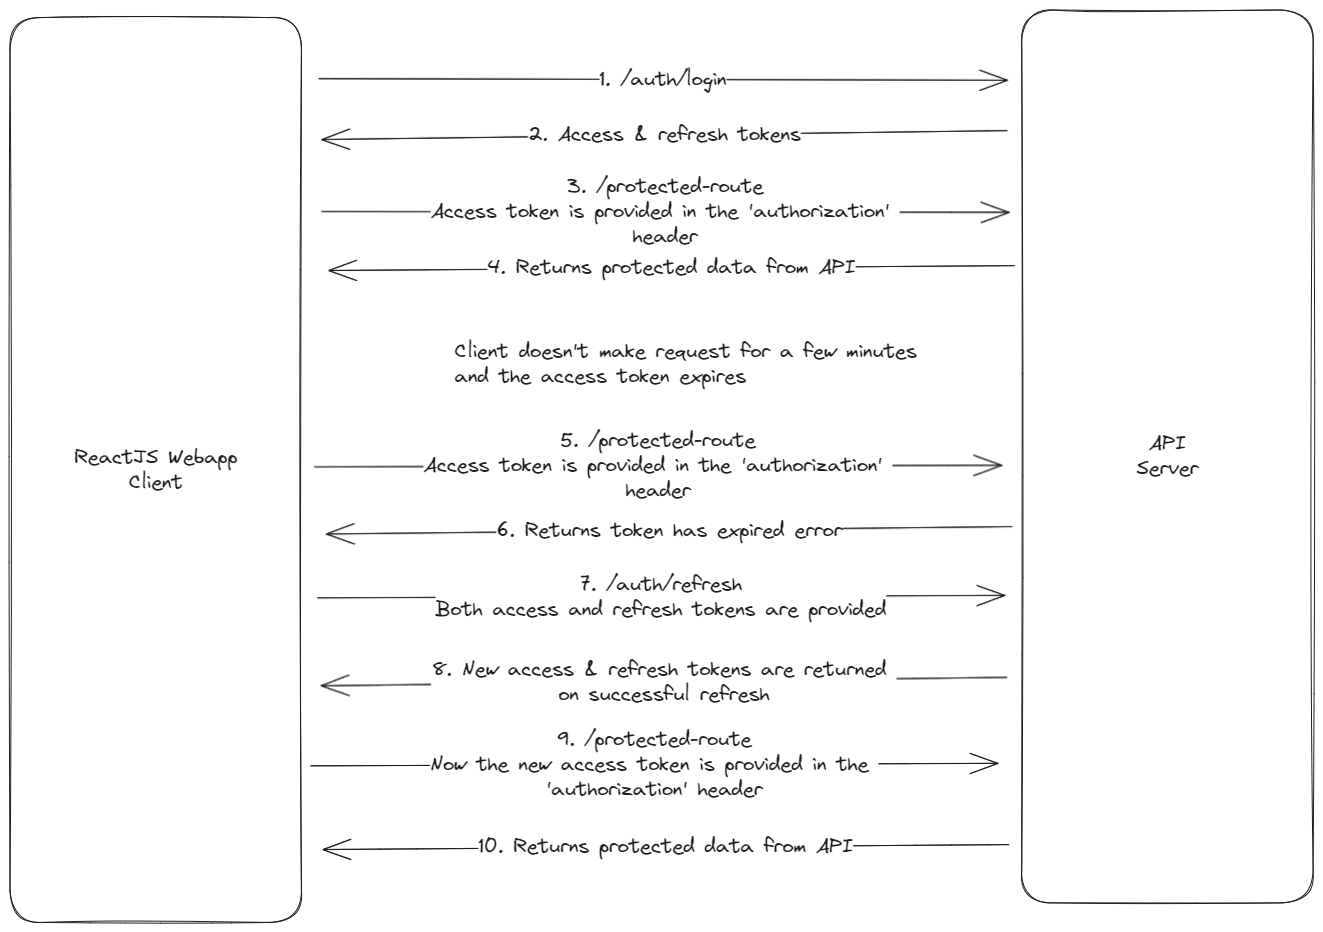 1. /auth/login
2. Access & refresh tokens
3. /protected-route
Access token is provided in the 'authorization'
header
4. Returns protected data from API
Client doesn't make request for a few minutes
and the access token expires
ReactJS Webapp
Client
API
Server
5. /protected-route
Access token is provided in the 'authorization'
header
6. Returns token has expired error
7. /auth/refresh
Both access and refresh tokens are provided
8. New access & refresh tokens are returned
on successful refresh
9. /protected-route
Now the new access token is provided in the
'authorization' header
10. Returns protected data from API